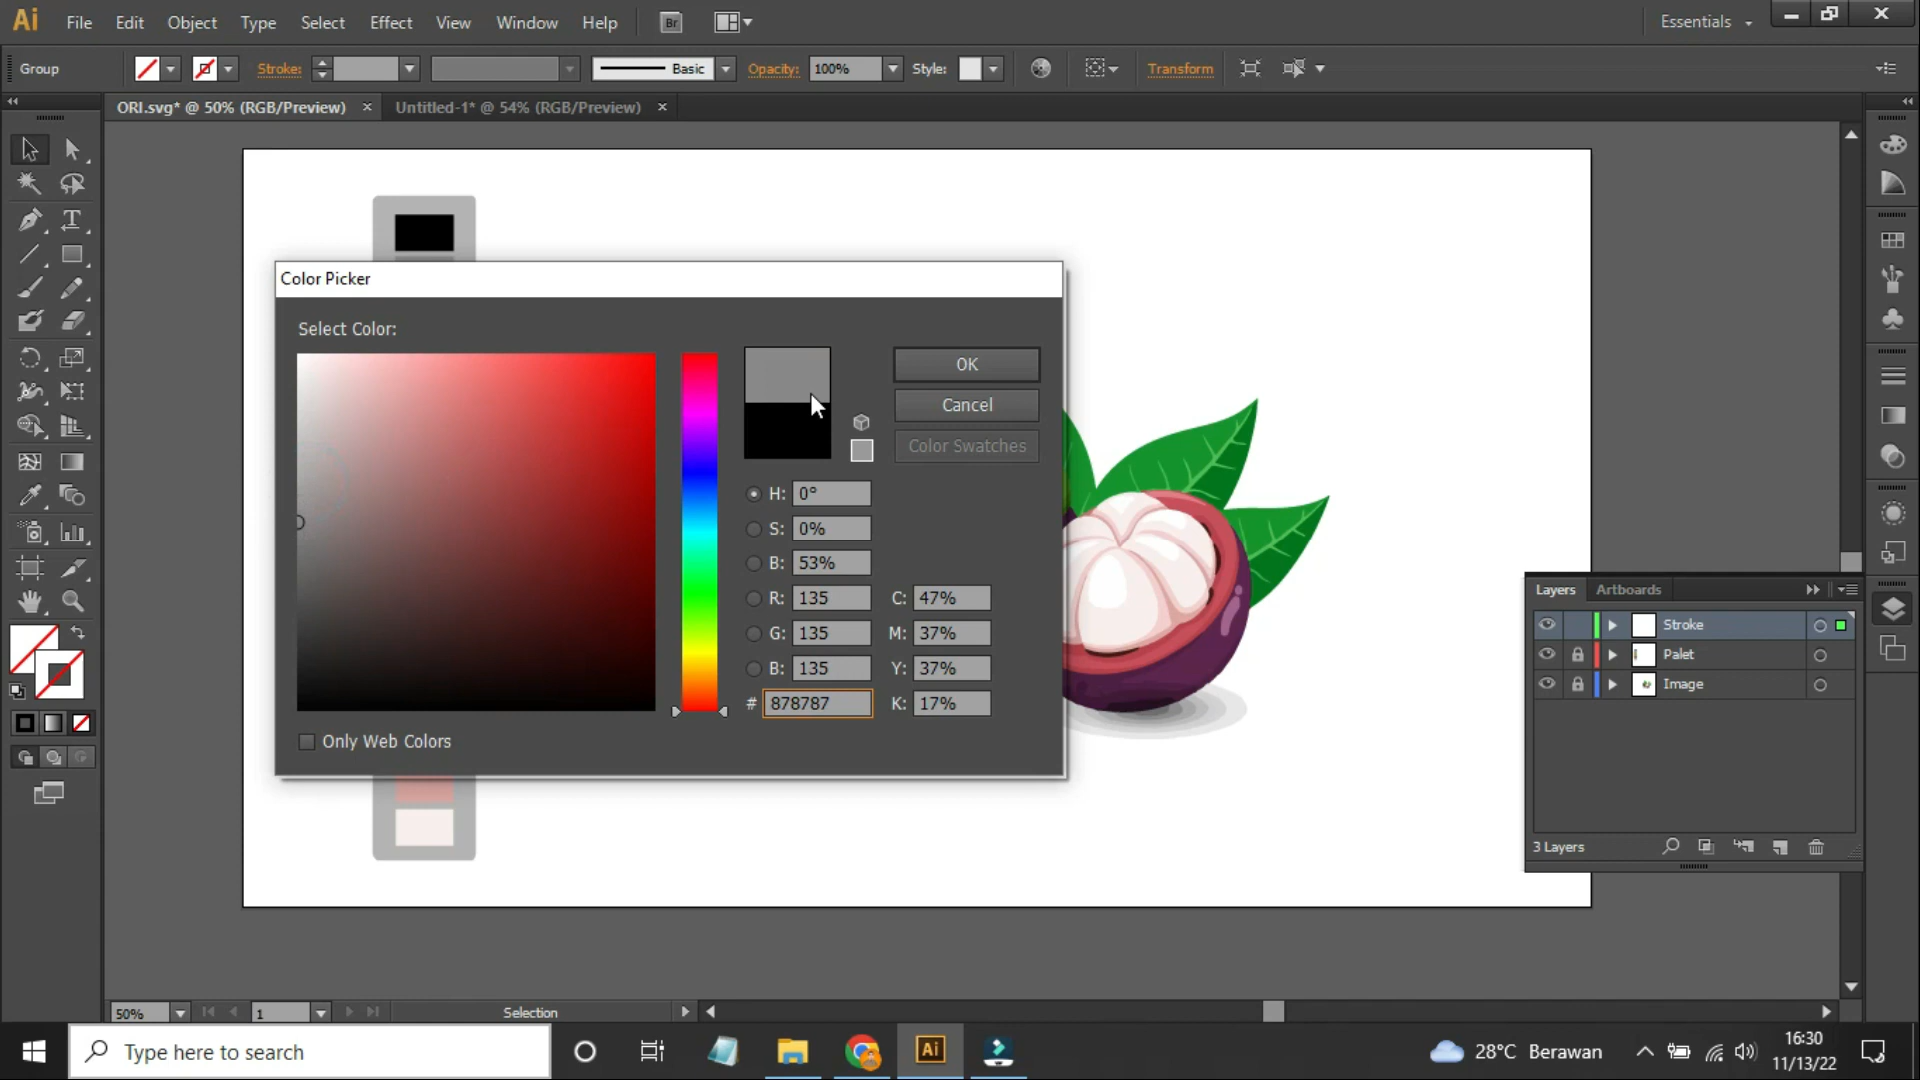 Ai File Edit Object Type Select Effect View Window Help Br Essentials
Group Stroke: Basic Opacity: 100% Style: Transform
ORI.svg* @ 50% (RGB/Preview) × Untitled-1* @ 54% (RGB/Preview) ×
Color Picker
Select Color:
OK
Cancel
Color Swatches
H: 0°
S: 0%
B: 53%
R: 135 C: 47%
G: 135 M: 37%
B: 135 Y: 37%
# 878787 K: 17%
Only Web Colors
Layers Artboards
Stroke
Palet
Image
3 Layers
50% 1 Selection
Type here to search
Ai
28°C Berawan
16:30
11/13/22